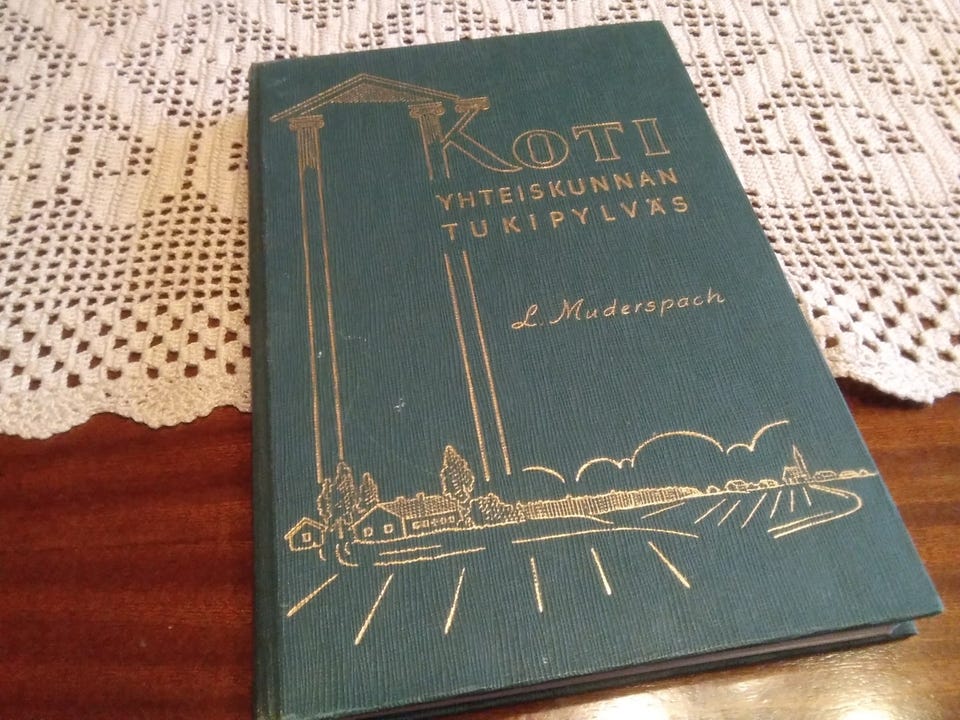 KOTI
YHTEISKUNNAN
TUKIPYLVÄS
L. Muderspach